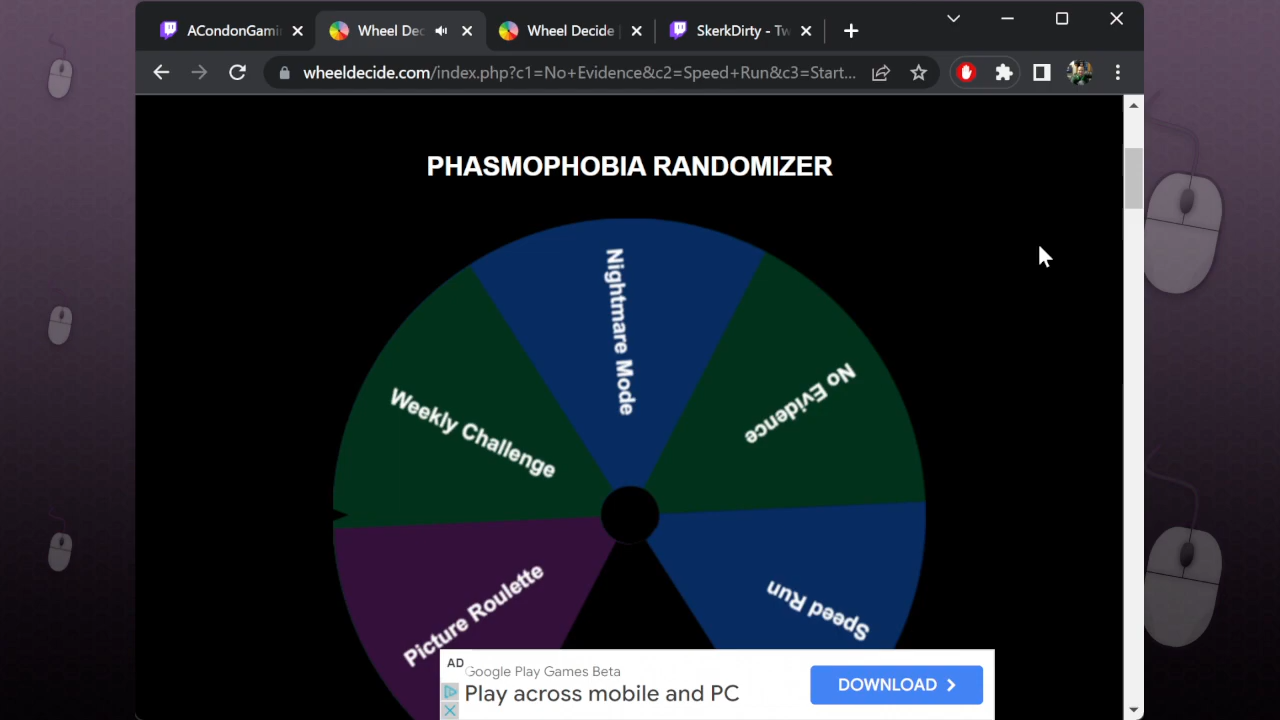 ACondonGami
Wheel Dec
Wheel Decide
SkerkDirty - Tw
wheeldecide.com/index.php?c1=No+Evidence&c2=Speed+Run&c3=Start...
PHASMOPHOBIA RANDOMIZER
Nightmare Mode
No Evidence
Weekly Challenge
Picture Roulette
Speed Run
AD
Google Play Games Beta
Play across mobile and PC
DOWNLOAD